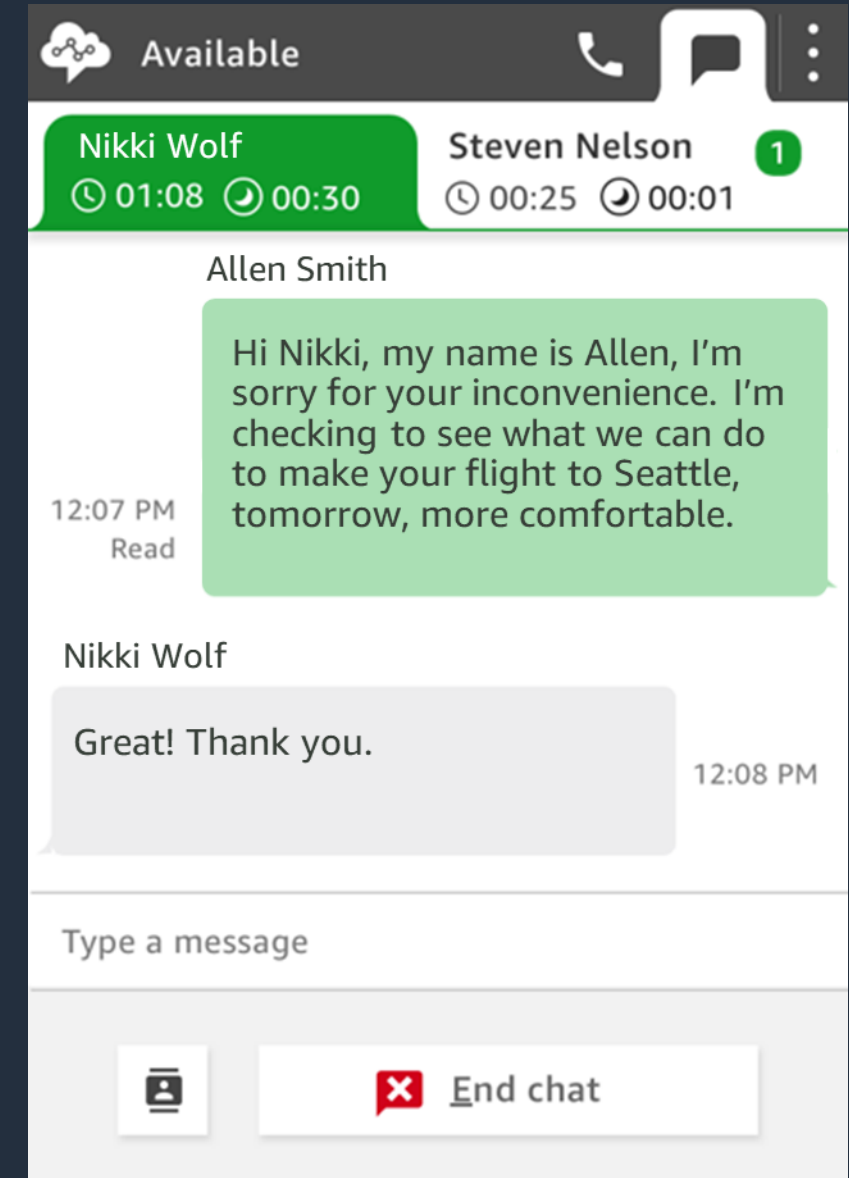 Available
Nikki Wolf
01:08 00:30
Steven Nelson
00:25 00:01
1
Allen Smith
Hi Nikki, my name is Allen, I’m
sorry for your inconvenience. I’m
checking to see what we can do
to make your flight to Seattle,
tomorrow, more comfortable.
12:07 PM
Read
Nikki Wolf
Great! Thank you.
12:08 PM
Type a message
End chat